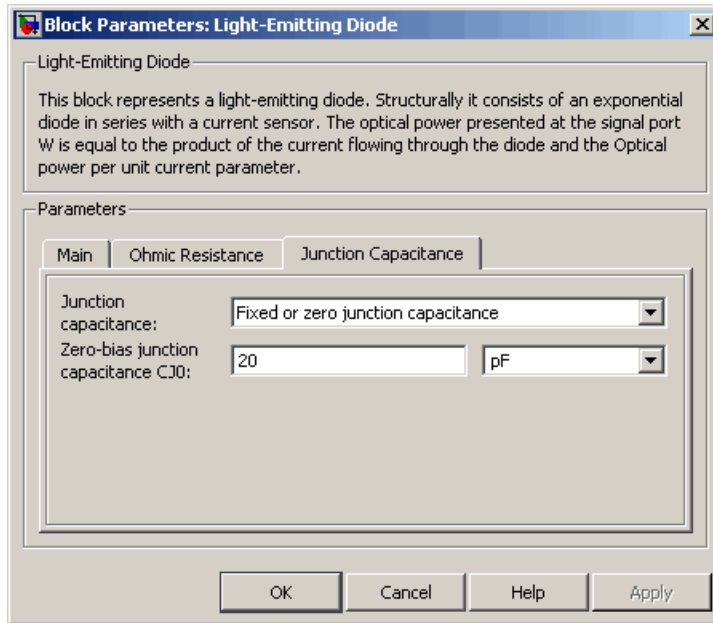 Block Parameters: Light-Emitting Diode
Light-Emitting Diode
This block represents a light-emitting diode. Structurally it consists of an exponential
diode in series with a current sensor. The optical power presented at the signal port
W is equal to the product of the current flowing through the diode and the Optical
power per unit current parameter.
Parameters
Main Ohmic Resistance Junction Capacitance
Junction
capacitance:
Fixed or zero junction capacitance
Zero-bias junction
capacitance CJ0:
20 pF
OK Cancel Help Apply